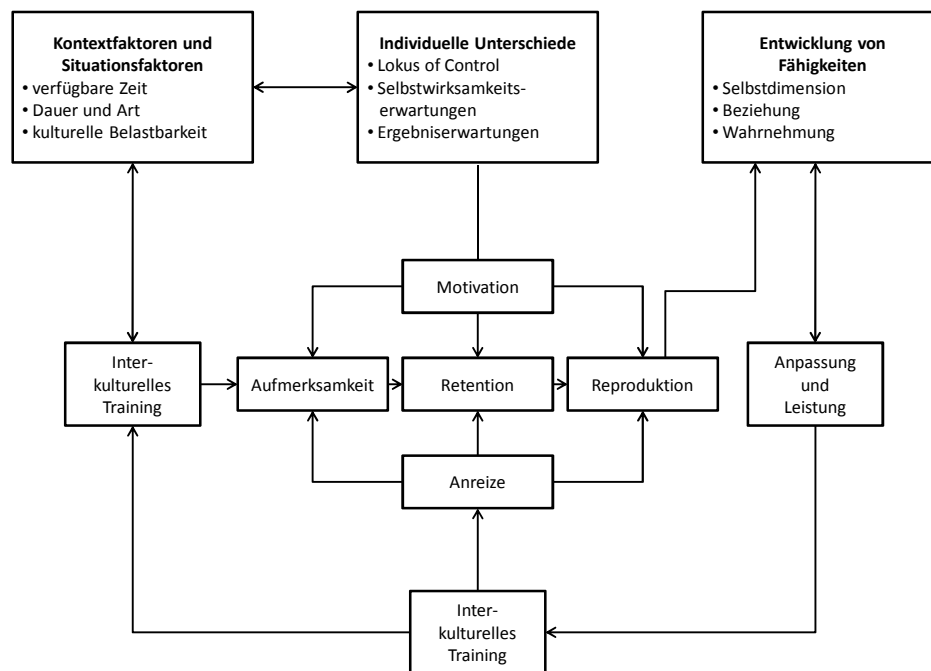 Kontextfaktoren und
Situationsfaktoren
• verfügbare Zeit
• Dauer und Art
• kulturelle Belastbarkeit
Individuelle Unterschiede
• Lokus of Control
• Selbstwirksamkeits-
erwartungen
• Ergebniserwartungen
Entwicklung von
Fähigkeiten
• Selbstdimension
• Beziehung
• Wahrnehmung
Motivation
Inter-
kulturelles
Training
Aufmerksamkeit
Retention
Reproduktion
Anpassung
und
Leistung
Anreize
Inter-
kulturelles
Training